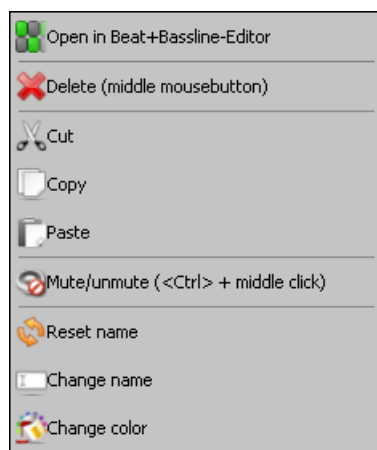 Open in Beat+Bassline-Editor
Delete (middle mousebutton)
Cut
Copy
Paste
Mute/unmute (<Ctrl> + middle click)
Reset name
Change name
Change color